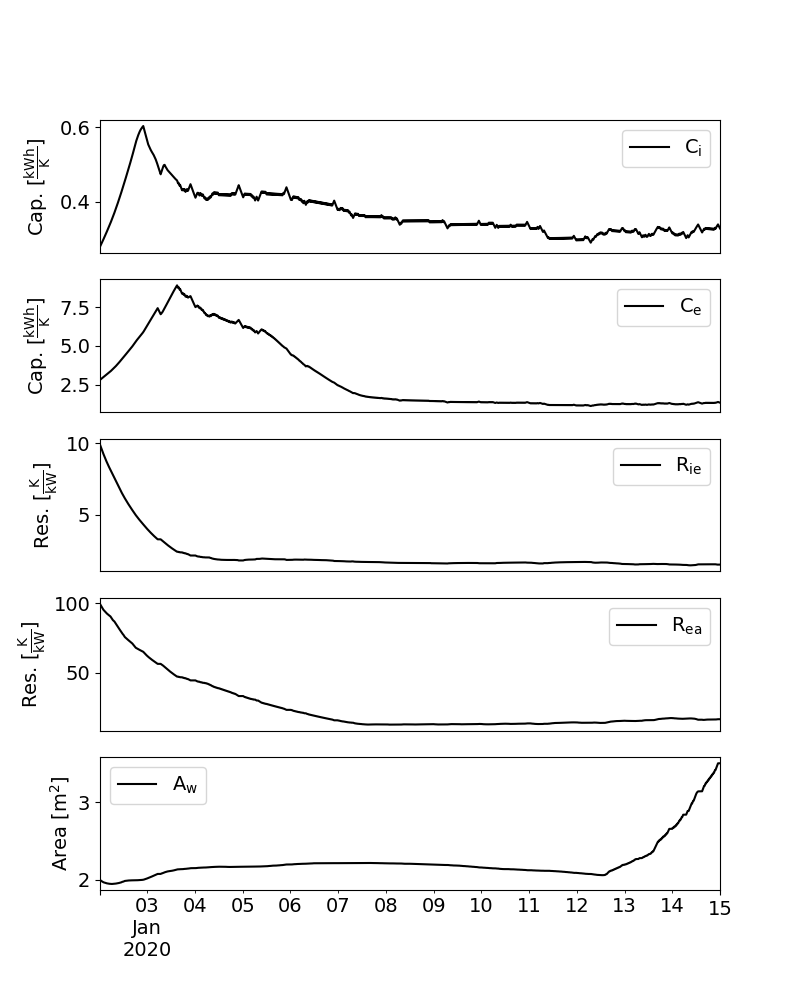 0.6
0.4
Cap. [kWh/K]
C_i
7.5
5.0
2.5
Cap. [kWh/K]
C_e
10
5
Res. [K/kW]
R_ie
100
50
Res. [K/kW]
R_ea
3
2
Area [m²]
A_w
03 04 05 06 07 08 09 10 11 12 13 14 15
Jan
2020